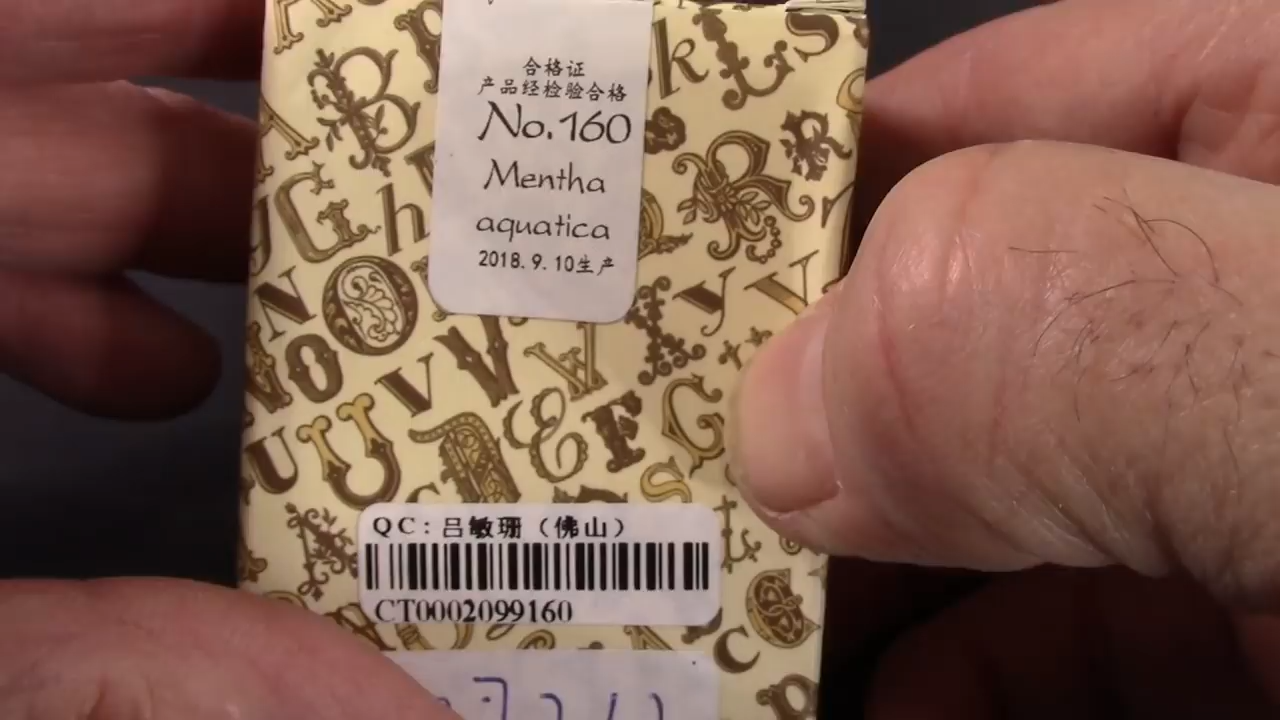 合格证
产品经检验合格
No.160
Mentha
aquatica
2018.9.10生产
QC:吕敏珊（佛山）
CT0002099160